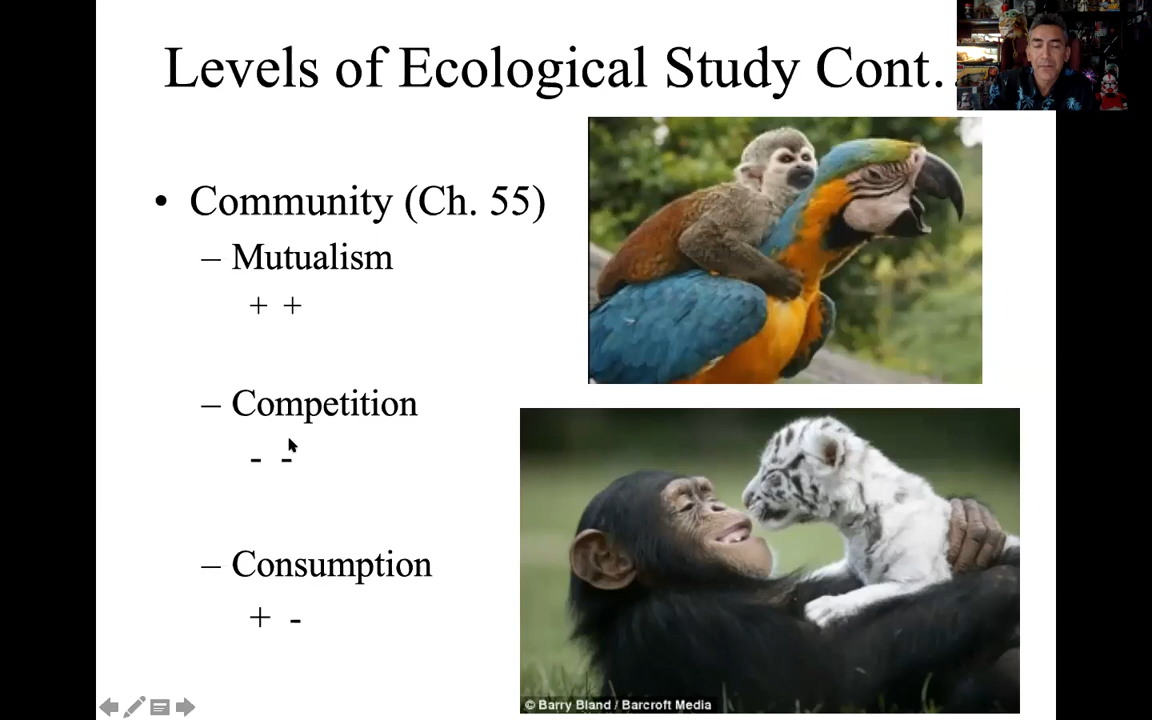 Levels of Ecological Study Cont.
• Community (Ch. 55)
– Mutualism
+ +
– Competition
- -
– Consumption
+ -
© Barry Bland / Barcroft Media